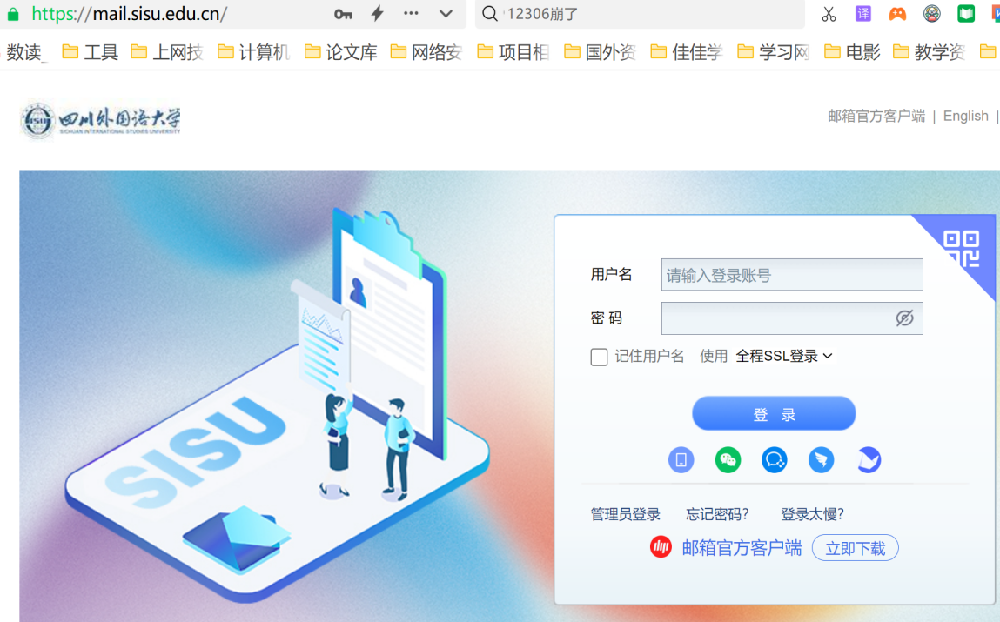 https://mail.sisu.edu.cn/
12306崩了
译
数读_ 工具 上网技 计算机 论文库 网络安 项目相 国外资 佳佳学 学习网 电影 教学资
SISU 四川外国语大学
SICHUAN INTERNATIONAL STUDIES UNIVERSITY
邮箱官方客户端 | English |
用户名 请输入登录账号
密 码
记住用户名 使用 全程SSL登录
登 录
SISU
管理员登录 忘记密码? 登录太慢?
邮箱官方客户端 立即下载